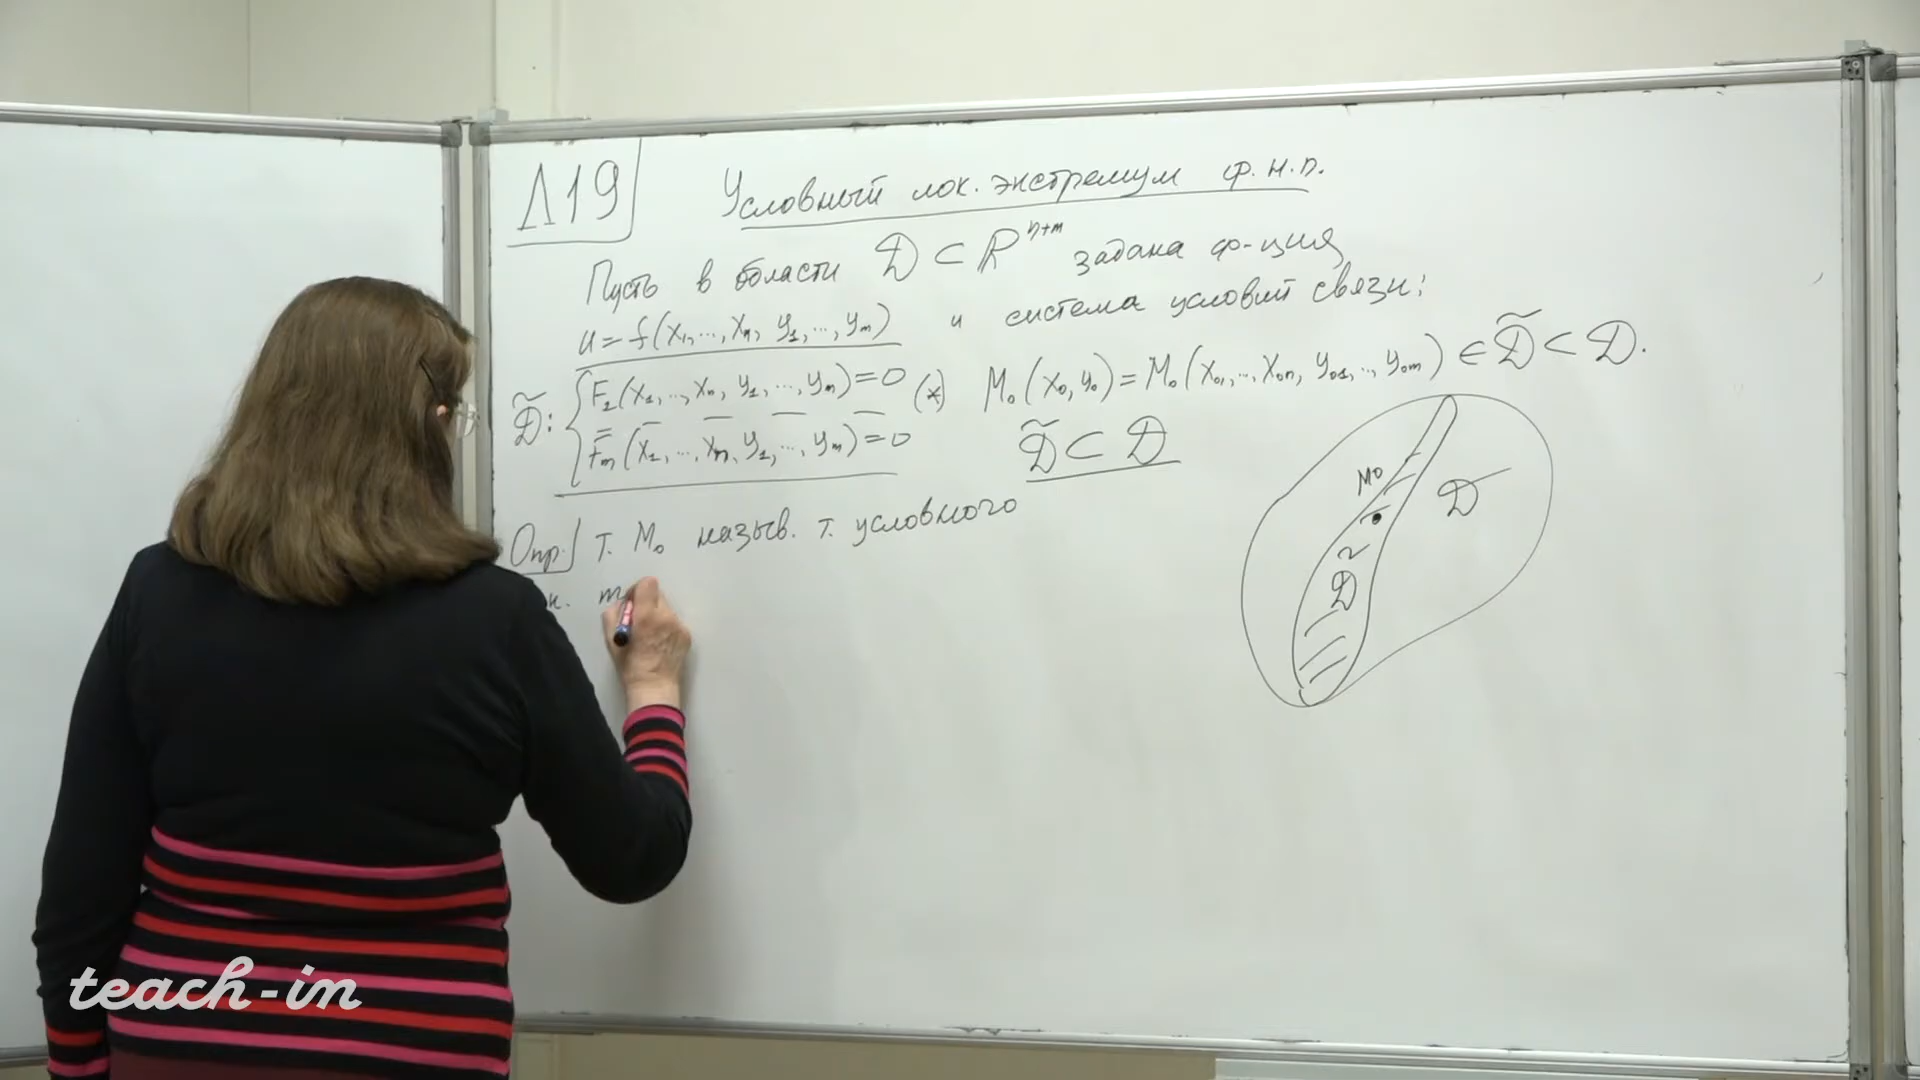 Л19
Условный лок. экстремум ф.н.п.
Пусть в области D ⊂ R^{n+m} задана ф-ция
u = f(x₁,…,xₙ, y₁,…,yₘ) и система условий связи:
D̃: { F₁(x₁,…,xₙ, y₁,…,yₘ) = 0 (*) M₀(x₀,y₀) = M₀(x₀₁,…,x₀ₙ, y₀₁,…,y₀ₘ) ∈ D̃ ⊂ D.
Fₘ(x₁,…,xₙ, y₁,…,yₘ) = 0 D̃ ⊂ D
M₀
D
D̃
Опр. т. M₀ назыв. т. условного
teach-in